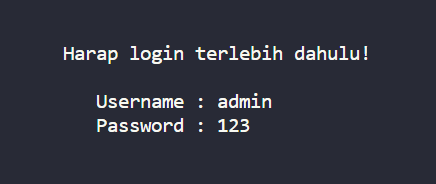 Harap login terlebih dahulu!
Username : admin
Password : 123